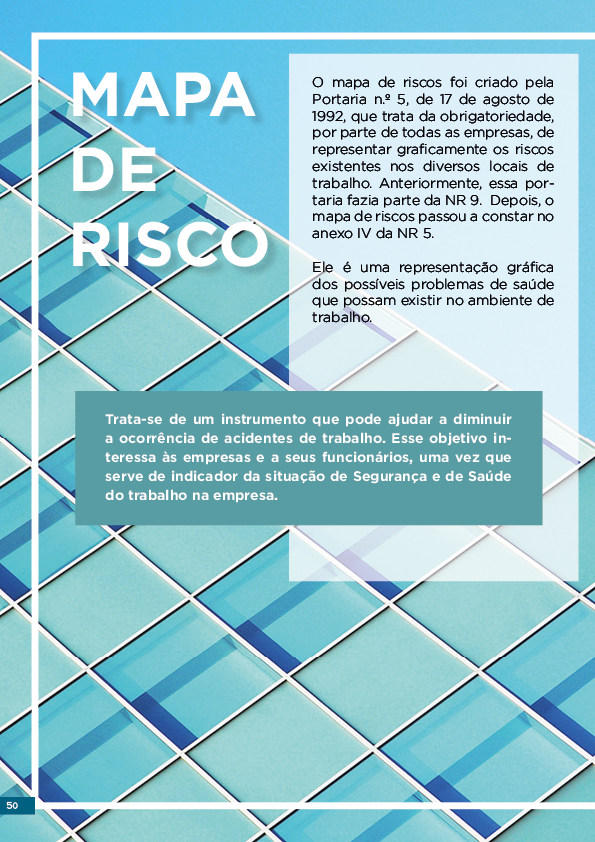 MAPA
DE
RISCO
O mapa de riscos foi criado pela
Portaria n.º 5, de 17 de agosto de
1992, que trata da obrigatoriedade,
por parte de todas as empresas, de
representar graficamente os riscos
existentes nos diversos locais de
trabalho. Anteriormente, essa por-
taria fazia parte da NR 9. Depois, o
mapa de riscos passou a constar no
anexo IV da NR 5.
Ele é uma representação gráfica
dos possíveis problemas de saúde
que possam existir no ambiente de
trabalho.
Trata-se de um instrumento que pode ajudar a diminuir
a ocorrência de acidentes de trabalho. Esse objetivo in-
teressa às empresas e a seus funcionários, uma vez que
serve de indicador da situação de Segurança e de Saúde
do trabalho na empresa.
50